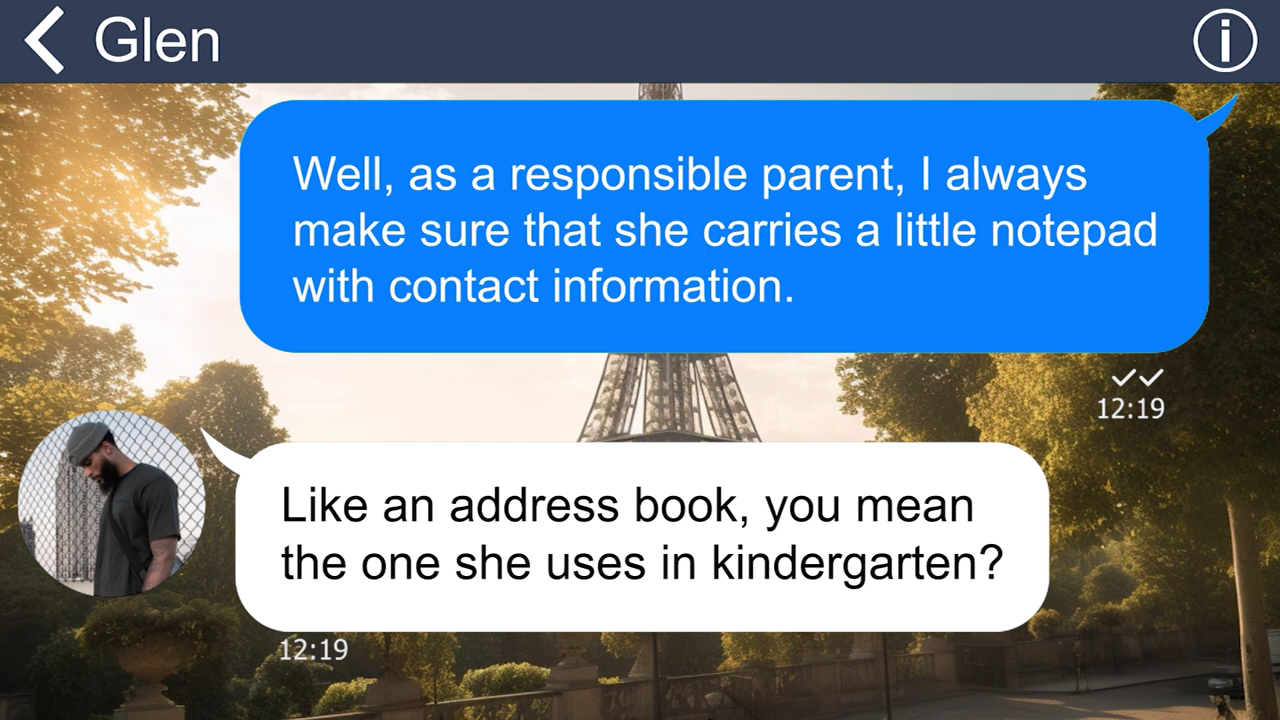 Glen
Well, as a responsible parent, I always
make sure that she carries a little notepad
with contact information.
12:19
Like an address book, you mean
the one she uses in kindergarten?
12:19